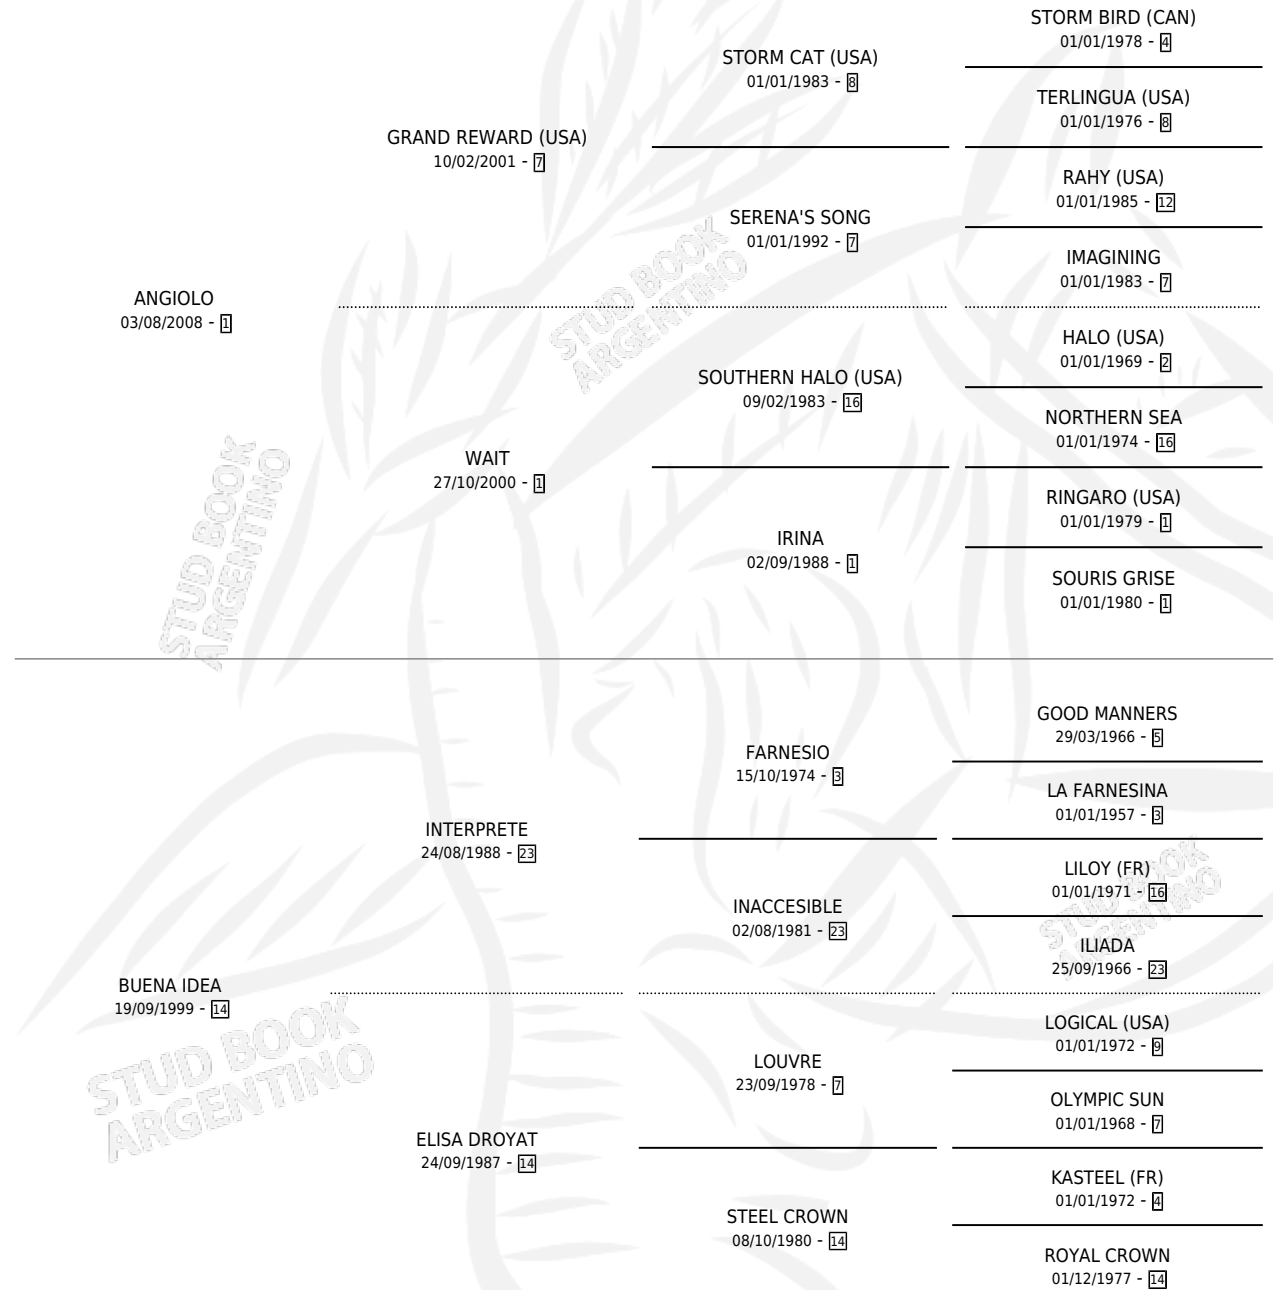 STORM BIRD (CAN)
01/01/1978 - 4
STORM CAT (USA)
01/01/1983 - 8
TERLINGUA (USA)
01/01/1976 - 8
GRAND REWARD (USA)
10/02/2001 - 7
RAHY (USA)
01/01/1985 - 12
SERENA'S SONG
01/01/1992 - 7
IMAGINING
01/01/1983 - 7
ANGIOLO
03/08/2008 - 1
HALO (USA)
01/01/1969 - 2
SOUTHERN HALO (USA)
09/02/1983 - 16
NORTHERN SEA
01/01/1974 - 16
WAIT
27/10/2000 - 1
RINGARO (USA)
01/01/1979 - 1
IRINA
02/09/1988 - 1
SOURIS GRISE
01/01/1980 - 1
STUD BOOK
ARGENTINO
STUD BOOK
ARGENTINO
GOOD MANNERS
29/03/1966 - 5
FARNESIO
15/10/1974 - 3
LA FARNESINA
01/01/1957 - 3
INTERPRETE
24/08/1988 - 23
LILOY (FR)
01/01/1971 - 16
INACCESIBLE
02/08/1981 - 23
ILIADA
25/09/1966 - 23
BUENA IDEA
19/09/1999 - 14
LOGICAL (USA)
01/01/1972 - 9
LOUVRE
23/09/1978 - 7
OLYMPIC SUN
01/01/1968 - 7
ELISA DROYAT
24/09/1987 - 14
KASTEEL (FR)
01/01/1972 - 4
STEEL CROWN
08/10/1980 - 14
ROYAL CROWN
01/12/1977 - 14
STUD BOOK
ARGENTINO
STUD BOOK
ARGENTINO